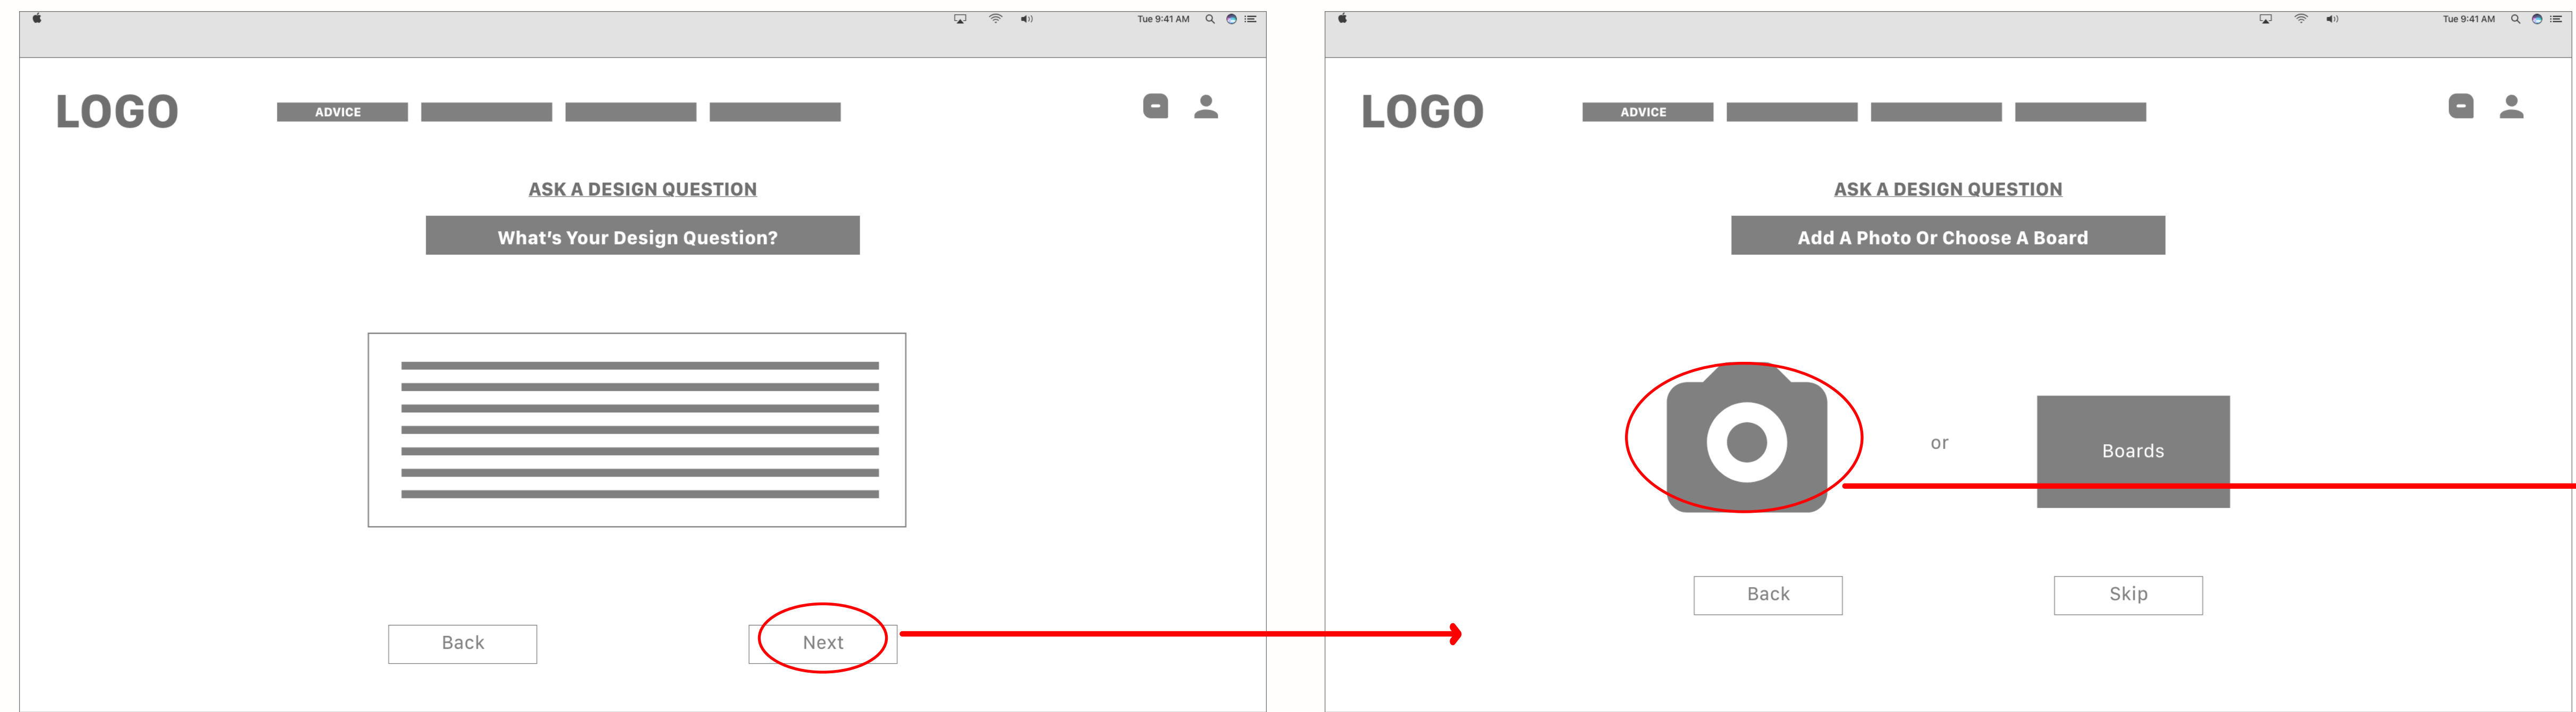 Tue 9:41 AM
LOGO
ADVICE
ASK A DESIGN QUESTION
What's Your Design Question?
Back
Next
Tue 9:41 AM
LOGO
ADVICE
ASK A DESIGN QUESTION
Add A Photo Or Choose A Board
or
Boards
Back
Skip